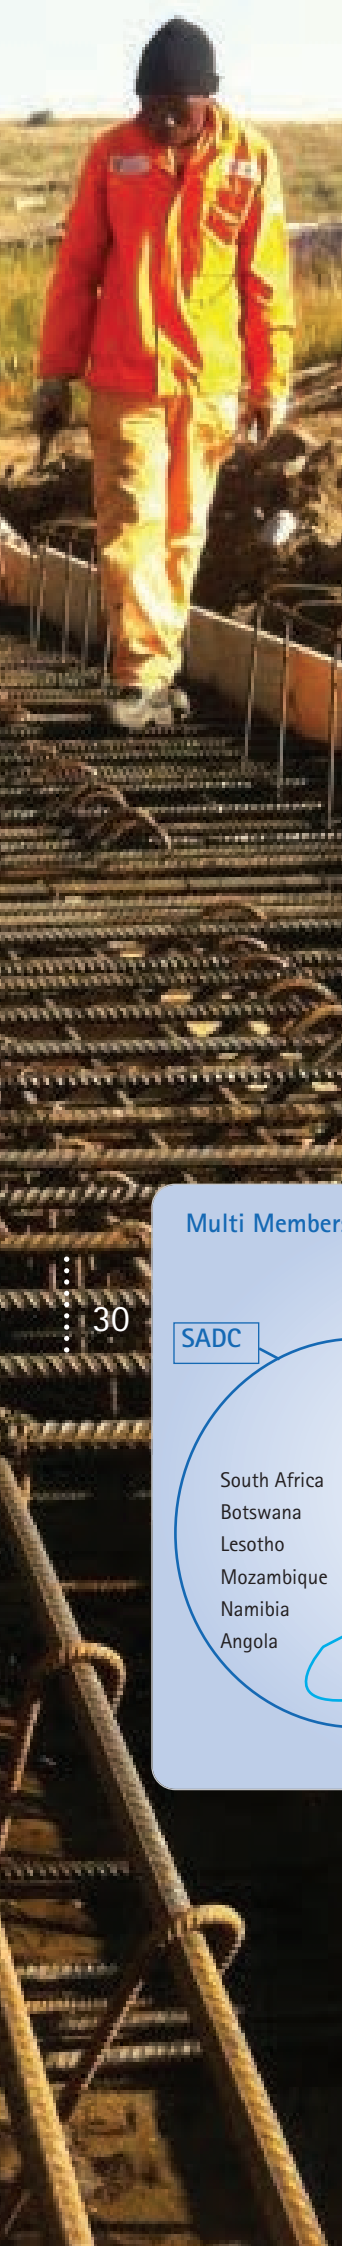 Multi Members
30
SADC
South Africa
Botswana
Lesotho
Mozambique
Namibia
Angola